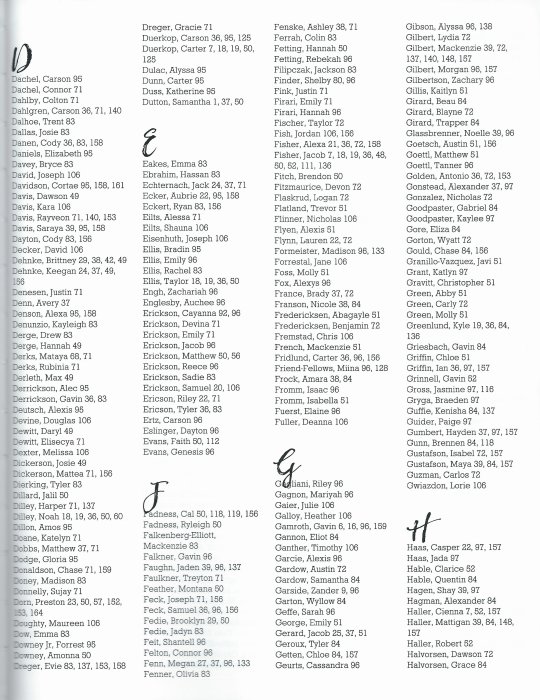 D
Dachel, Carson 95
Dachel, Connor 71
Dahlby, Colton 71
Dahlgren, Carson 36, 71, 140
Dalhoe, Trent 83
Dallas, Josie 83
Danen, Cody 36, 83, 158
Daniels, Elizabeth 95
Davey, Bryce 83
David, Joseph 106
Davidson, Cortae 95, 158, 161
Davis, Dawson 49
Davis, Kara 106
Davis, Rayveon 71, 140, 153
Davis, Saraya 39, 95, 158
Dayton, Cody 83, 156
Decker, David 106
Dehnke, Brittney 29, 38, 42, 49
Dehnke, Keegan 24, 37, 49,
156
Denesen, Justin 71
Denn, Avery 37
Denson, Alexa 95, 158
Denunzio, Kayleigh 83
Derge, Drew 83
Derge, Hannah 49
Derks, Mataya 68, 71
Derks, Rubinia 71
Derleth, Max 49
Derrickson, Alec 95
Derrickson, Gavin 36, 83
Deutsch, Alexis 95
Devine, Douglas 106
Dewitt, Daryl 49
Dewitt, Elisecya 71
Dexter, Melissa 106
Dickerson, Josie 49
Dickerson, Mattea 71, 156
Dierking, Tyler 83
Dillard, Jalil 50
Dilley, Harper 71, 137
Dilley, Noah 18, 19, 36, 50, 60
Dillon, Amos 95
Doane, Katelyn 71
Dobbs, Matthew 37, 71
Dodge, Gloria 95
Donaldson, Chase 71, 159
Doney, Madison 83
Donnelly, Sujay 71
Dorn, Preston 23, 50, 57, 152,
153, 164
Doughty, Maureen 106
Dow, Emma 83
Downey Jr, Forrest 95
Downey, Amonna 50
Dreger, Evie 83, 137, 153, 158
Dreger, Gracie 71
Duerkop, Carson 36, 95, 125
Duerkop, Carter 7, 18, 19, 50,
125
Dulac, Alyssa 95
Dunn, Carter 95
Duss, Katherine 95
Dutton, Samantha 1, 37, 50
E
Eakes, Emma 83
Ebrahim, Hassan 83
Echternach, Jack 24, 37, 71
Ecker, Aubrie 22, 95, 158
Eckert, Ryan 83, 156
Eilts, Alessa 71
Eilts, Shauna 106
Eisenhuth, Joseph 106
Ellis, Bradin 95
Ellis, Emily 96
Ellis, Rachel 83
Ellis, Taylor 18, 19, 36, 50
Engh, Zachariah 96
Englesby, Auchee 96
Erickson, Cayanna 92, 96
Erickson, Devina 71
Erickson, Emily 71
Erickson, Jacob 96
Erickson, Matthew 50, 56
Erickson, Reece 96
Erickson, Sadie 83
Erickson, Samuel 20, 106
Ericson, Riley 22, 71
Ericson, Tyler 36, 83
Ertz, Carson 96
Eslinger, Dayton 96
Evans, Faith 50, 112
Evans, Genesis 96
F
Fadness, Cal 50, 118, 119, 156
Fadness, Ryleigh 50
Falkenberg-Elliott,
Mackenzie 83
Falkner, Gavin 96
Faughn, Jaden 39, 96, 137
Faulkner, Treyton 71
Feather, Montana 50
Feck, Joseph 71, 156
Feck, Samuel 36, 96, 156
Fedie, Brooklyn 29, 50
Fedie, Jadyn 83
Feit, Shantell 96
Felton, Connor 96
Fenn, Megan 27, 37, 96, 133
Fenner, Olivia 83
Fenske, Ashley 38, 71
Ferrah, Colin 83
Fetting, Hannah 50
Fetting, Rebekah 96
Filipczak, Jackson 83
Finder, Shelby 80, 96
Fink, Justin 71
Firari, Emily 71
Firari, Hannah 96
Fischer, Taylor 72
Fish, Jordan 106, 156
Fisher, Alexa 21, 36, 72, 158
Fisher, Jacob 7, 18, 19, 36, 48,
50, 52, 111, 136
Fitch, Brendon 50
Fitzmaurice, Devon 72
Flaskrud, Logan 72
Flatland, Trevor 51
Flinner, Nicholas 106
Flyen, Alexis 51
Flynn, Lauren 22, 72
Formeister, Madison 96, 133
Forrestal, Jane 106
Foss, Molly 51
Fox, Alexys 96
France, Brady 37, 72
Franson, Nicole 38, 84
Fredericksen, Abagayle 51
Fredericksen, Benjamin 72
Fremstad, Chris 106
French, Mackenzie 51
Fridlund, Carter 36, 96, 156
Friend-Fellows, Miina 96, 128
Frock, Amara 38, 84
Fromm, Isaac 96
Fromm, Isabella 51
Fuerst, Elaine 96
Fuller, Deanna 106
G
Gagliani, Riley 96
Gagnon, Mariyah 96
Gaier, Julie 106
Galloy, Heather 106
Gamroth, Gavin 6, 16, 96, 159
Gannon, Eliot 84
Ganther, Timothy 106
Garcie, Alexis 96
Gardow, Austin 72
Gardow, Samantha 84
Garside, Zander 9, 96
Garton, Wyllow 84
Geffe, Sarah 96
George, Emily 51
Gerard, Jacob 25, 37, 51
Geroux, Tyler 84
Getten, Chloe 84, 157
Geurts, Cassandra 96
Gibson, Alyssa 96, 138
Gilbert, Lydia 72
Gilbert, Mackenzie 39, 72,
137, 140, 148, 157
Gilbert, Morgan 96, 157
Gilbertson, Zachary 96
Gillis, Kaitlyn 51
Girard, Beau 84
Girard, Blayne 72
Girard, Trapper 84
Glassbrenner, Noelle 39, 96
Goetsch, Austin 51, 156
Goettl, Matthew 51
Goettl, Tanner 96
Golden, Antonio 36, 72, 153
Gonstead, Alexander 37, 97
Gonzalez, Nicholas 72
Goodpaster, Gabriel 84
Goodpaster, Kaylee 97
Gore, Eliza 84
Gorton, Wyatt 72
Gould, Chase 84, 156
Granillo-Vazquez, Javi 51
Grant, Katlyn 97
Gravitt, Christopher 51
Green, Abby 51
Green, Carly 72
Green, Molly 51
Greenlund, Kyle 19, 36, 84,
136
Griesbach, Gavin 84
Griffin, Chloe 51
Griffin, Ian 36, 97, 157
Grinnell, Gavin 52
Gross, Jasmine 97, 116
Gryga, Braeden 97
Guffie, Kenisha 84, 137
Guider, Paige 97
Gumbert, Hayden 37, 97, 157
Gunn, Brennen 84, 118
Gustafson, Isabel 72, 157
Gustafson, Maya 39, 84, 157
Guzman, Carlos 72
Gwiazdon, Lorie 106
H
Haas, Casper 22, 97, 157
Haas, Jada 97
Hable, Clarice 52
Hable, Quentin 84
Hagen, Shay 39, 97
Hagman, Alexander 84
Haller, Cienna 7, 52, 157
Haller, Mattigan 39, 84, 148,
157
Haller, Robert 52
Halvorsen, Dawson 72
Halvorsen, Grace 84